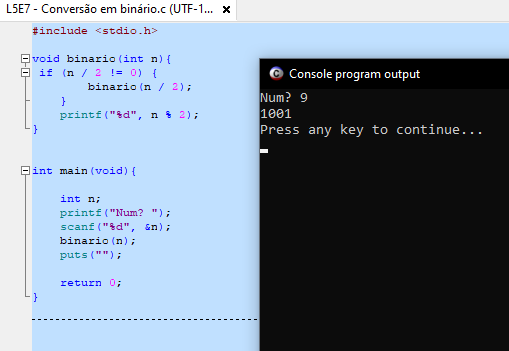 L5E7 - Conversão em binário.c (UTF-1...
#include <stdio.h>
void binario(int n){
if (n / 2 != 0) {
binario(n / 2);
}
printf("%d", n % 2);
}
int main(void){
int n;
printf("Num? ");
scanf("%d", &n);
binario(n);
puts("");
return 0;
}
Console program output
Num? 9
1001
Press any key to continue...